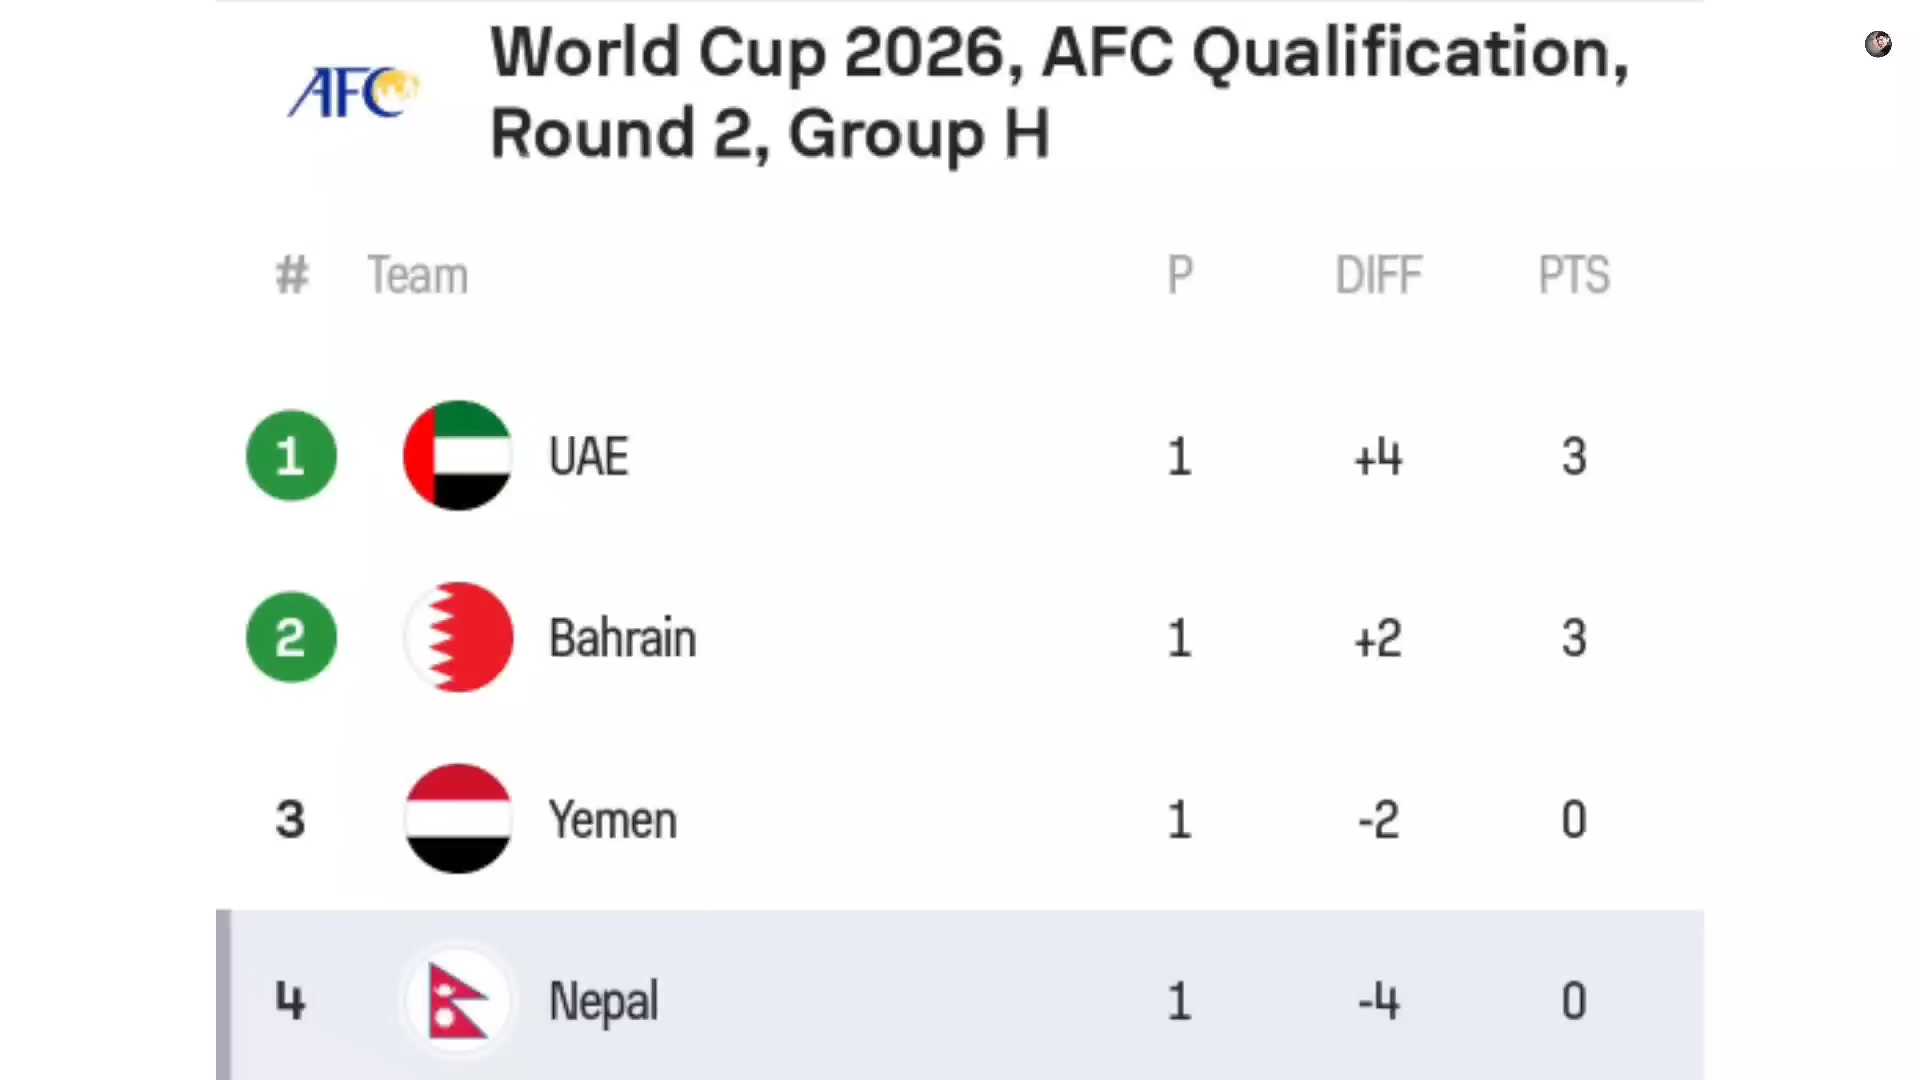 AFC
World Cup 2026, AFC Qualification,
Round 2, Group H
# Team P DIFF PTS
1 UAE 1 +4 3
2 Bahrain 1 +2 3
3 Yemen 1 -2 0
4 Nepal 1 -4 0